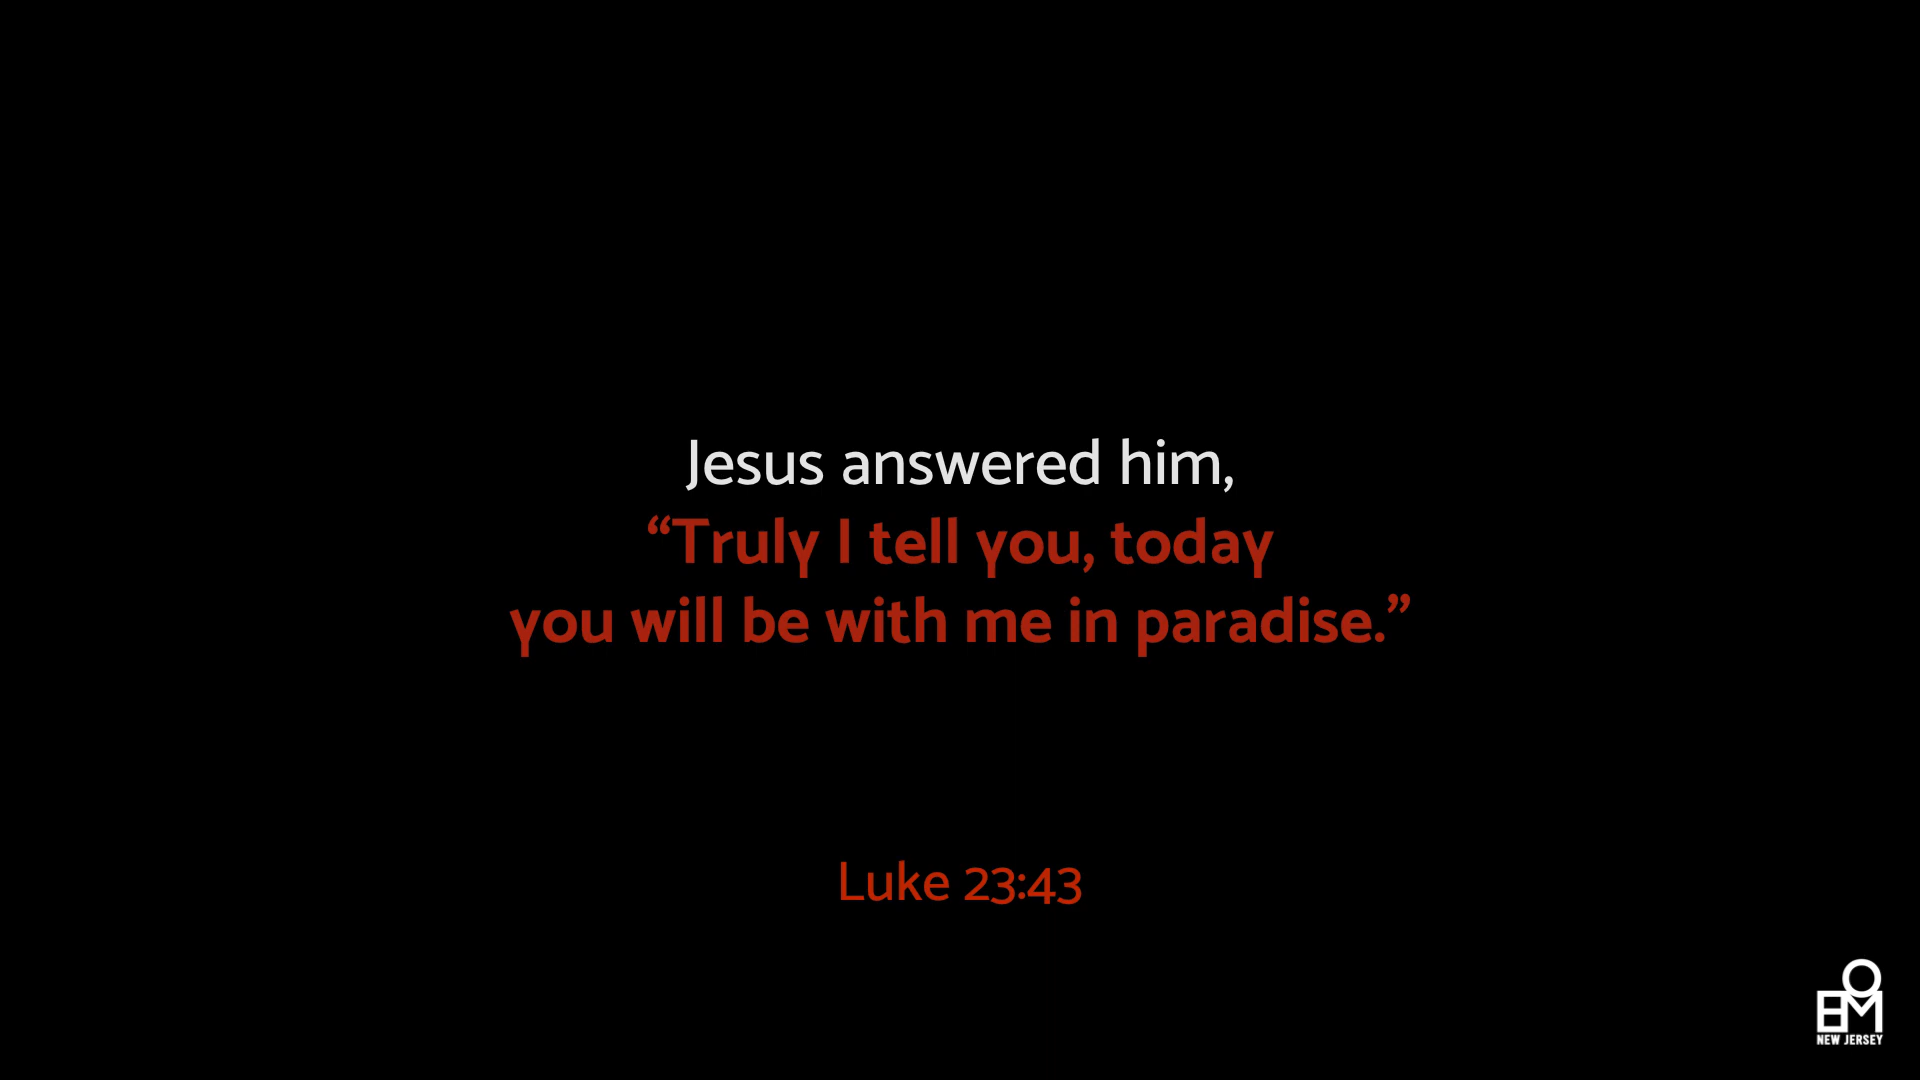 Jesus answered him,
“Truly I tell you, today
you will be with me in paradise.”
Luke 23:43
EM
NEW JERSEY